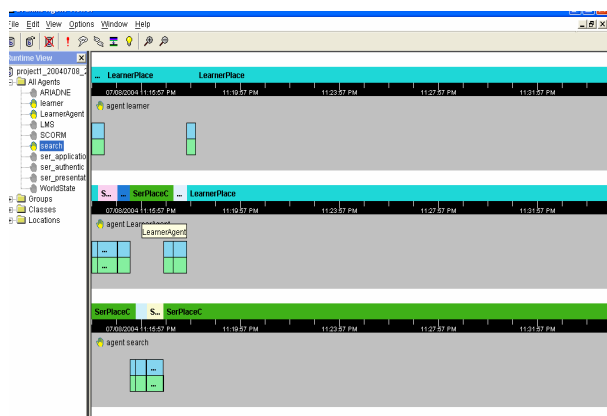 File Edit View Options Window Help
Runtime View
project1_20040708_2
All Agents
ARIADNE
learner
LearnerAgent
LMS
SCORM
search
ser_applicatio
ser_authentic
ser_presentat
WorldState
Groups
Classes
Locations
... LearnerPlace LearnerPlace
07/08/2004 11:15:57 PM 11:19:57 PM 11:23:57 PM 11:27:57 PM 11:31:57 PM
agent learner
S... ... SerPlaceC ... LearnerPlace
07/08/2004 11:15:57 PM 11:19:57 PM 11:23:57 PM 11:27:57 PM 11:31:57 PM
agent LearnerAgent
LearnerAgent
...
...
SerPlaceC S... SerPlaceC
07/08/2004 11:15:57 PM 11:19:57 PM 11:23:57 PM 11:27:57 PM 11:31:57 PM
agent search
...
...